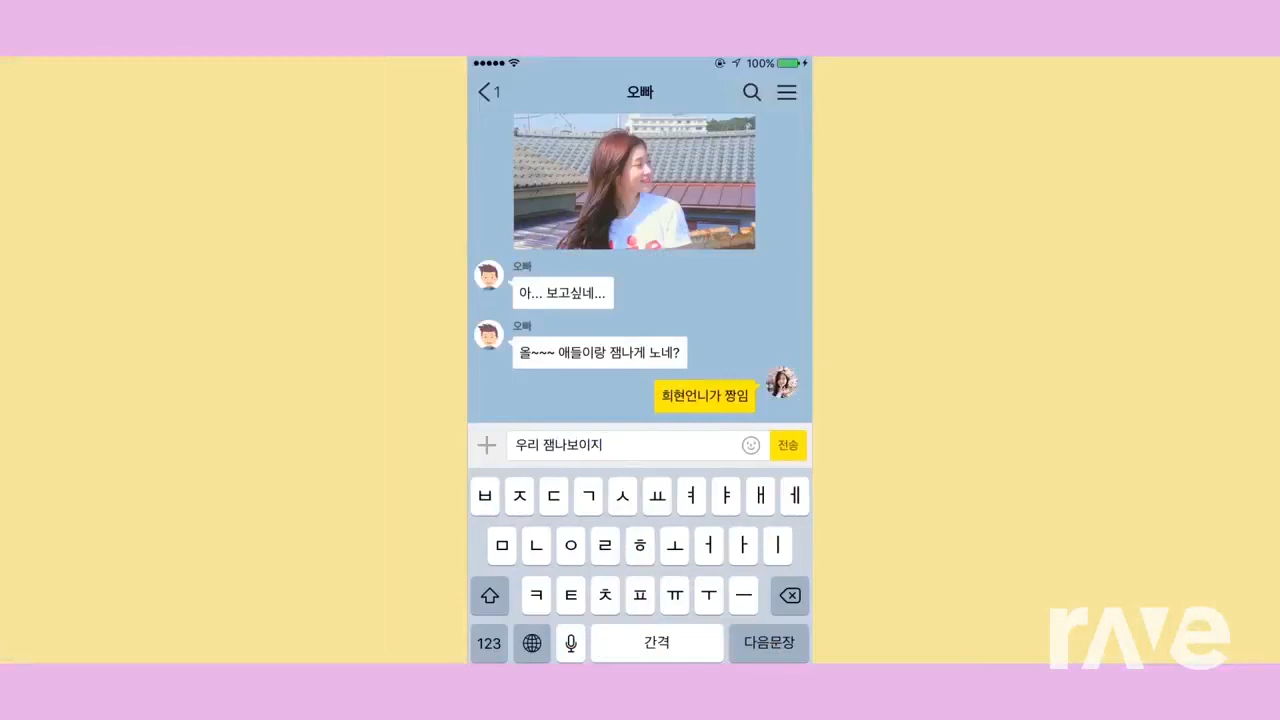 100%
1
오빠
오빠
아... 보고싶네...
오빠
올~~~ 애들이랑 잼나게 노네?
희현언니가 짱임
우리 잼나보이지
전송
ㅂ ㅈ ㄷ ㄱ ㅅ ㅛ ㅕ ㅑ ㅐ ㅔ
ㅁ ㄴ ㅇ ㄹ ㅎ ㅗ ㅓ ㅏ ㅣ
ㅋ ㅌ ㅊ ㅍ ㅠ ㅜ ㅡ
123 간격 다음문장
rave